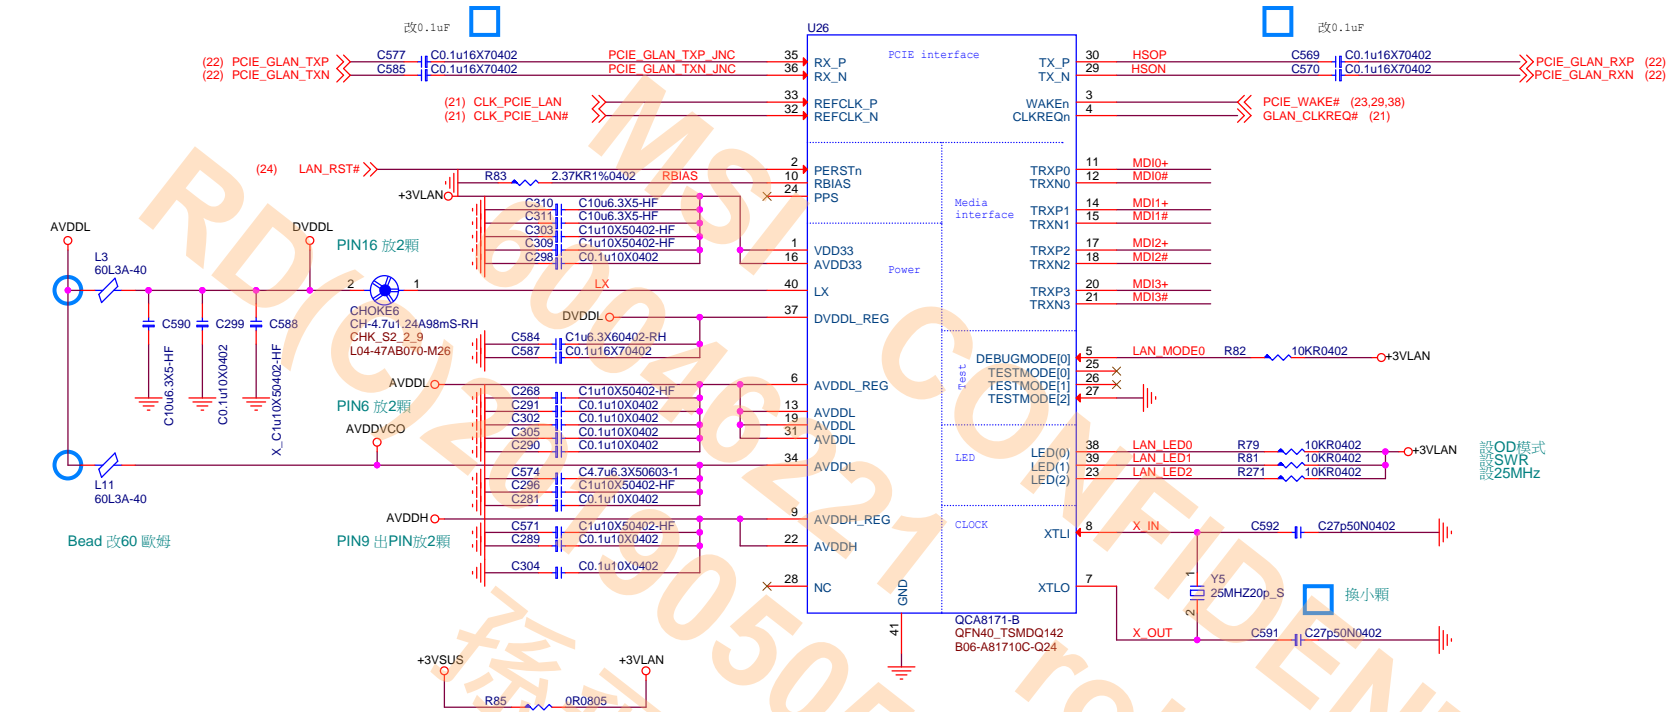 改0.1uF
改0.1uF
U26
(22) PCIE_GLAN_TXP
C577
C0.1u16X70402
PCIE_GLAN_TXP_JNC
35
RX_P
PCIE interface
TX_P
30
HSOP
C569
C0.1u16X70402
PCIE_GLAN_RXP (22)
(22) PCIE_GLAN_TXN
C585
C0.1u16X70402
PCIE_GLAN_TXN_JNC
36
RX_N
TX_N
29
HSON
C570
C0.1u16X70402
PCIE_GLAN_RXN (22)
(21) CLK_PCIE_LAN
33
REFCLK_P
WAKEn
3
PCIE_WAKE# (23,29,38)
(21) CLK_PCIE_LAN#
32
REFCLK_N
CLKREQn
4
GLAN_CLKREQ# (21)
(24) LAN_RST#
2
PERSTn
TRXP0
11
MDI0+
R83
2.37KR1%0402
RBIAS
10
RBIAS
TRXN0
12
MDI0#
+3VLAN
24
PPS
C310
C10u6.3X5-HF
C311
C10u6.3X5-HF
C303
C1u10X50402-HF
C309
C1u10X50402-HF
C298
C0.1u10X0402
Media
interface
TRXP1
14
MDI1+
TRXN1
15
MDI1#
PIN16 放2顆
1
VDD33
16
AVDD33
TRXP2
17
MDI2+
TRXN2
18
MDI2#
Power
AVDDL
DVDDL
L3
60L3A-40
2
1
LX
40
LX
TRXP3
20
MDI3+
TRXN3
21
MDI3#
CHOKE6
CH-4.7u1.24A98mS-RH
CHK_S2_2_9
L04-47AB070-M26
C590
C299
C588
C10u6.3X5-HF
C0.1u10X0402
X_C1u10X50402-HF
DVDDL
37
DVDDL_REG
C584
C1u6.3X60402-RH
C587
C0.1u16X70402
Test
DEBUGMODE[0]
5
LAN_MODE0
R82
10KR0402
+3VLAN
TESTMODE[0]
25
TESTMODE[1]
26
TESTMODE[2]
27
AVDDL
6
AVDDL_REG
PIN6 放2顆
C268
C1u10X50402-HF
C291
C0.1u10X0402
C302
C0.1u10X0402
C305
C0.1u10X0402
C290
C0.1u10X0402
13
AVDDL
19
AVDDL
31
AVDDL
AVDDVCO
L11
60L3A-40
34
AVDDL
C574
C4.7u6.3X50603-1
C296
C1u10X50402-HF
C281
C0.1u10X0402
LED
LED(0)
38
LAN_LED0
R79
10KR0402
+3VLAN
LED(1)
39
LAN_LED1
R81
10KR0402
LED(2)
23
LAN_LED2
R271
10KR0402
設OD模式
設SWR
設25MHz
AVDDH
9
AVDDH_REG
C571
C1u10X50402-HF
C289
C0.1u10X0402
22
AVDDH
C304
C0.1u10X0402
Bead 改60 歐姆
PIN9 出PIN放2顆
CLOCK
XTLI
8
X_IN
C592
C27p50N0402
28
NC
XTLO
7
1
2
Y5
25MHZ20p_S
換小顆
GND
41
X_OUT
C591
C27p50N0402
QCA8171-B
QFN40_TSMDQ142
B06-A81710C-Q24
+3VSUS
+3VLAN
R85
0R0805
MSI CONFIDEN